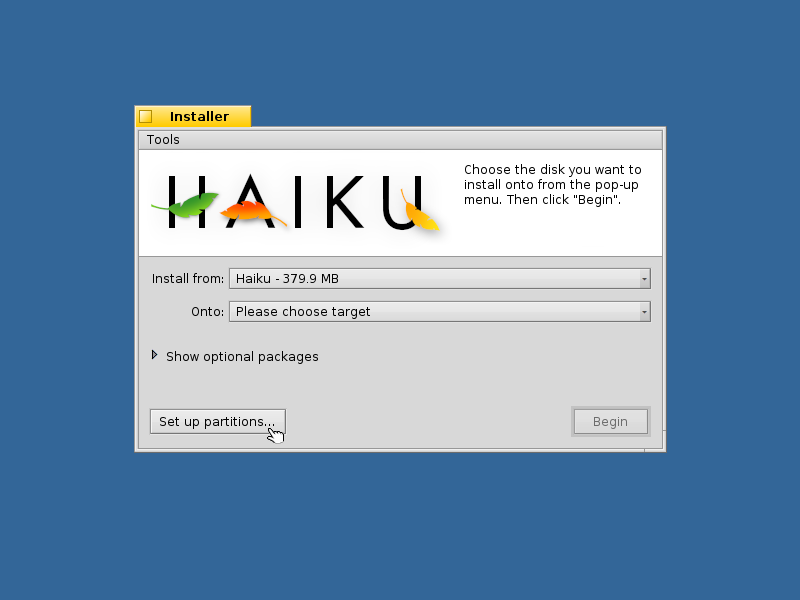 Installer
Tools
HAIKU
Choose the disk you want to
install onto from the pop-up
menu. Then click "Begin".
Install from: Haiku - 379.9 MB
Onto: Please choose target
Show optional packages
Set up partitions... Begin